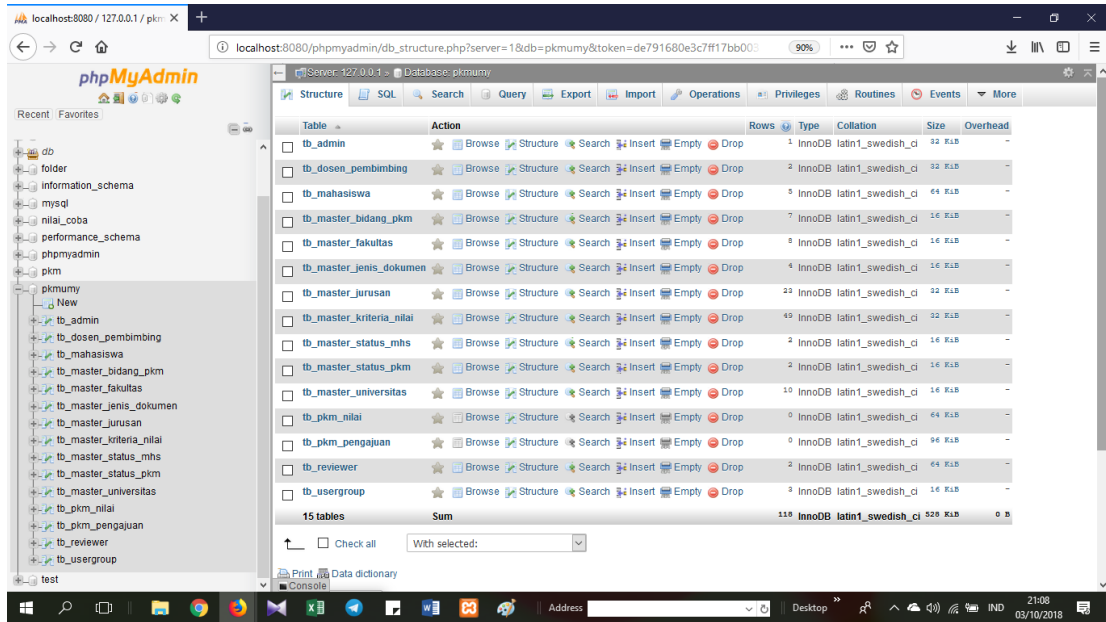 localhost:8080 / 127.0.0.1 / pkm
localhost:8080/phpmyadmin/db_structure.php?server=1&db=pkmumy&token=de791680e3c7ff17bb003
90%
phpMyAdmin
Recent Favorites
db
folder
information_schema
mysql
nilai_coba
performance_schema
phpmyadmin
pkm
pkmumy
New
tb_admin
tb_dosen_pembimbing
tb_mahasiswa
tb_master_bidang_pkm
tb_master_fakultas
tb_master_jenis_dokumen
tb_master_jurusan
tb_master_kriteria_nilai
tb_master_status_mhs
tb_master_status_pkm
tb_master_universitas
tb_pkm_nilai
tb_pkm_pengajuan
tb_reviewer
tb_usergroup
test
Server: 127.0.0.1 » Database: pkmumy
Structure SQL Search Query Export Import Operations Privileges Routines Events More
Table Action Rows Type Collation Size Overhead
tb_admin Browse Structure Search Insert Empty Drop 1 InnoDB latin1_swedish_ci 32 KiB -
tb_dosen_pembimbing Browse Structure Search Insert Empty Drop 2 InnoDB latin1_swedish_ci 32 KiB -
tb_mahasiswa Browse Structure Search Insert Empty Drop 5 InnoDB latin1_swedish_ci 64 KiB -
tb_master_bidang_pkm Browse Structure Search Insert Empty Drop 7 InnoDB latin1_swedish_ci 16 KiB -
tb_master_fakultas Browse Structure Search Insert Empty Drop 8 InnoDB latin1_swedish_ci 16 KiB -
tb_master_jenis_dokumen Browse Structure Search Insert Empty Drop 4 InnoDB latin1_swedish_ci 16 KiB -
tb_master_jurusan Browse Structure Search Insert Empty Drop 23 InnoDB latin1_swedish_ci 32 KiB -
tb_master_kriteria_nilai Browse Structure Search Insert Empty Drop 49 InnoDB latin1_swedish_ci 32 KiB -
tb_master_status_mhs Browse Structure Search Insert Empty Drop 2 InnoDB latin1_swedish_ci 16 KiB -
tb_master_status_pkm Browse Structure Search Insert Empty Drop 2 InnoDB latin1_swedish_ci 16 KiB -
tb_master_universitas Browse Structure Search Insert Empty Drop 10 InnoDB latin1_swedish_ci 16 KiB -
tb_pkm_nilai Browse Structure Search Insert Empty Drop 0 InnoDB latin1_swedish_ci 64 KiB -
tb_pkm_pengajuan Browse Structure Search Insert Empty Drop 0 InnoDB latin1_swedish_ci 96 KiB -
tb_reviewer Browse Structure Search Insert Empty Drop 2 InnoDB latin1_swedish_ci 64 KiB -
tb_usergroup Browse Structure Search Insert Empty Drop 3 InnoDB latin1_swedish_ci 16 KiB -
15 tables Sum 118 InnoDB latin1_swedish_ci 528 KiB 0 B
Check all With selected:
Print Data dictionary
Console
Address Desktop IND 21:08
03/10/2018